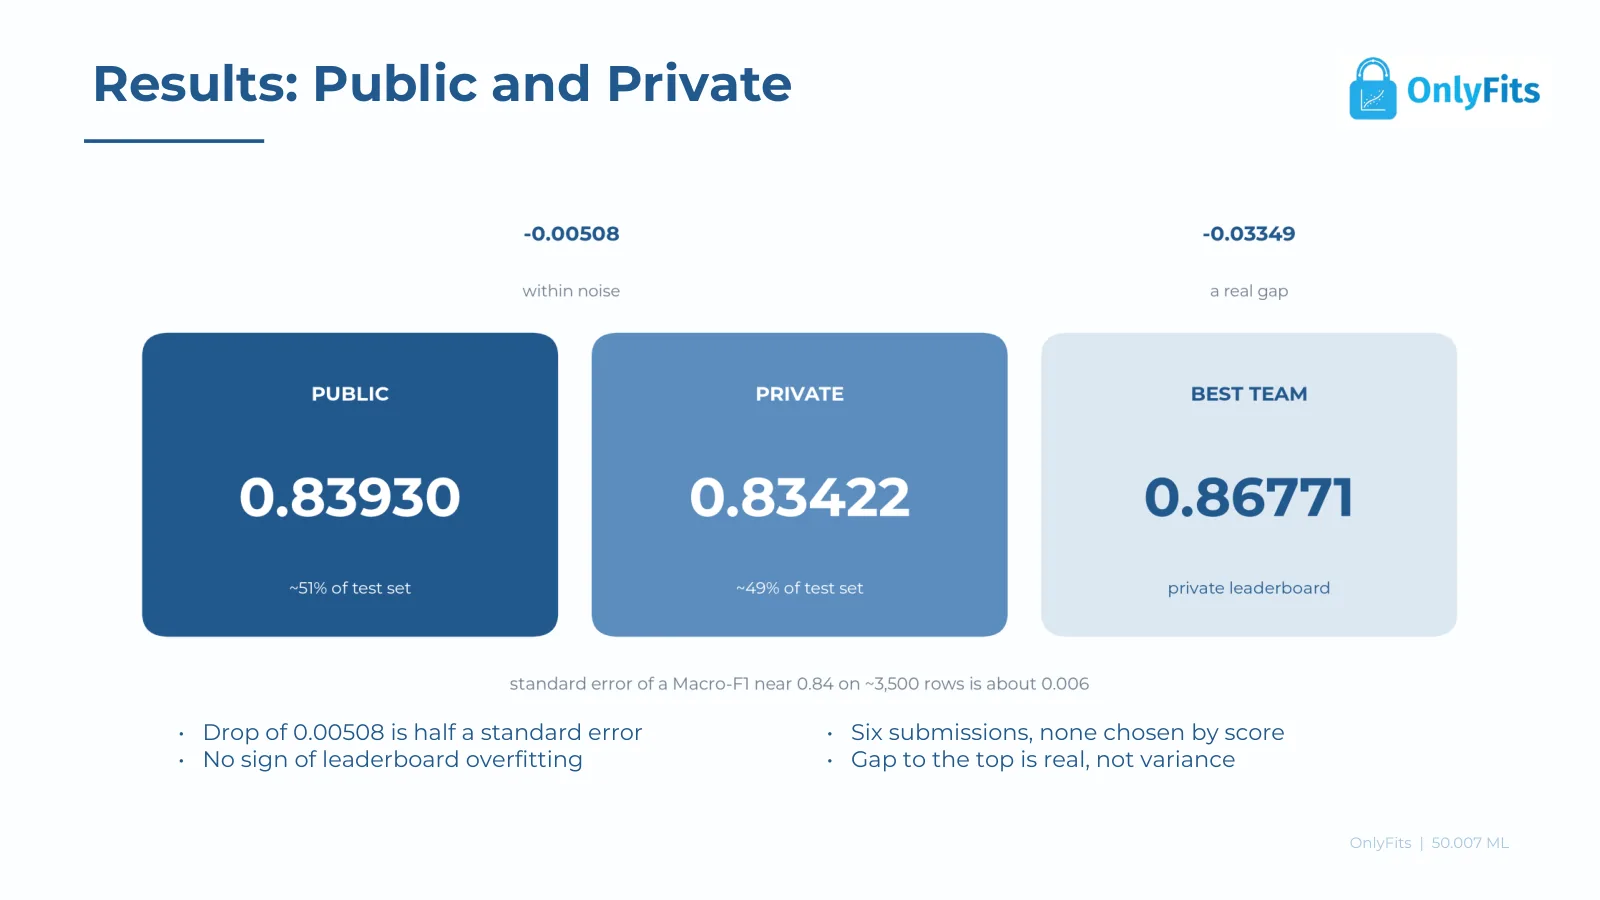 Results: Public and Private
OnlyFits
-0.00508
within noise
-0.03349
a real gap
PUBLIC
0.83930
~51% of test set
PRIVATE
0.83422
~49% of test set
BEST TEAM
0.86771
private leaderboard
standard error of a Macro-F1 near 0.84 on ~3,500 rows is about 0.006
• Drop of 0.00508 is half a standard error
• No sign of leaderboard overfitting
• Six submissions, none chosen by score
• Gap to the top is real, not variance
OnlyFits | 50.007 ML